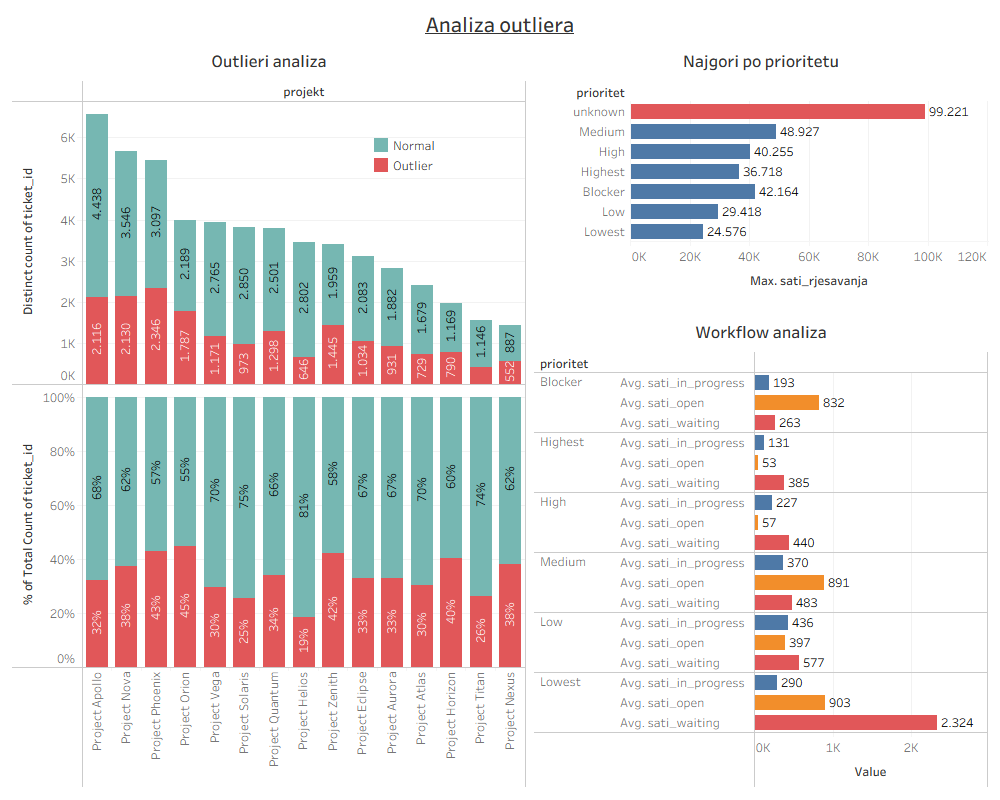 Analiza outliera
Outlieri analiza
projekt
Distinct count of ticket_id
6K
5K
4K
3K
2K
1K
0K
Normal
Outlier
4.438
3.546
3.097
2.189
2.765
2.850
2.501
2.802
1.959
2.083
1.882
1.679
1.169
1.146
887
2.116
2.130
2.346
1.787
1.171
973
1.298
646
1.445
1.034
931
729
790
552
% of Total Count of ticket_id
100%
80%
60%
40%
20%
0%
68%
62%
57%
55%
70%
75%
66%
81%
58%
67%
67%
70%
60%
74%
62%
32%
38%
43%
45%
30%
25%
34%
19%
42%
33%
33%
30%
40%
26%
38%
Project Apollo
Project Nova
Project Phoenix
Project Orion
Project Vega
Project Solaris
Project Quantum
Project Helios
Project Zenith
Project Eclipse
Project Aurora
Project Atlas
Project Horizon
Project Titan
Project Nexus
Najgori po prioritetu
prioritet
unknown 99.221
Medium 48.927
High 40.255
Highest 36.718
Blocker 42.164
Low 29.418
Lowest 24.576
0K 20K 40K 60K 80K 100K 120K
Max. sati_rjesavanja
Workflow analiza
prioritet
Blocker Avg. sati_in_progress 193
Avg. sati_open 832
Avg. sati_waiting 263
Highest Avg. sati_in_progress 131
Avg. sati_open 53
Avg. sati_waiting 385
High Avg. sati_in_progress 227
Avg. sati_open 57
Avg. sati_waiting 440
Medium Avg. sati_in_progress 370
Avg. sati_open 891
Avg. sati_waiting 483
Low Avg. sati_in_progress 436
Avg. sati_open 397
Avg. sati_waiting 577
Lowest Avg. sati_in_progress 290
Avg. sati_open 903
Avg. sati_waiting 2.324
0K 1K 2K
Value